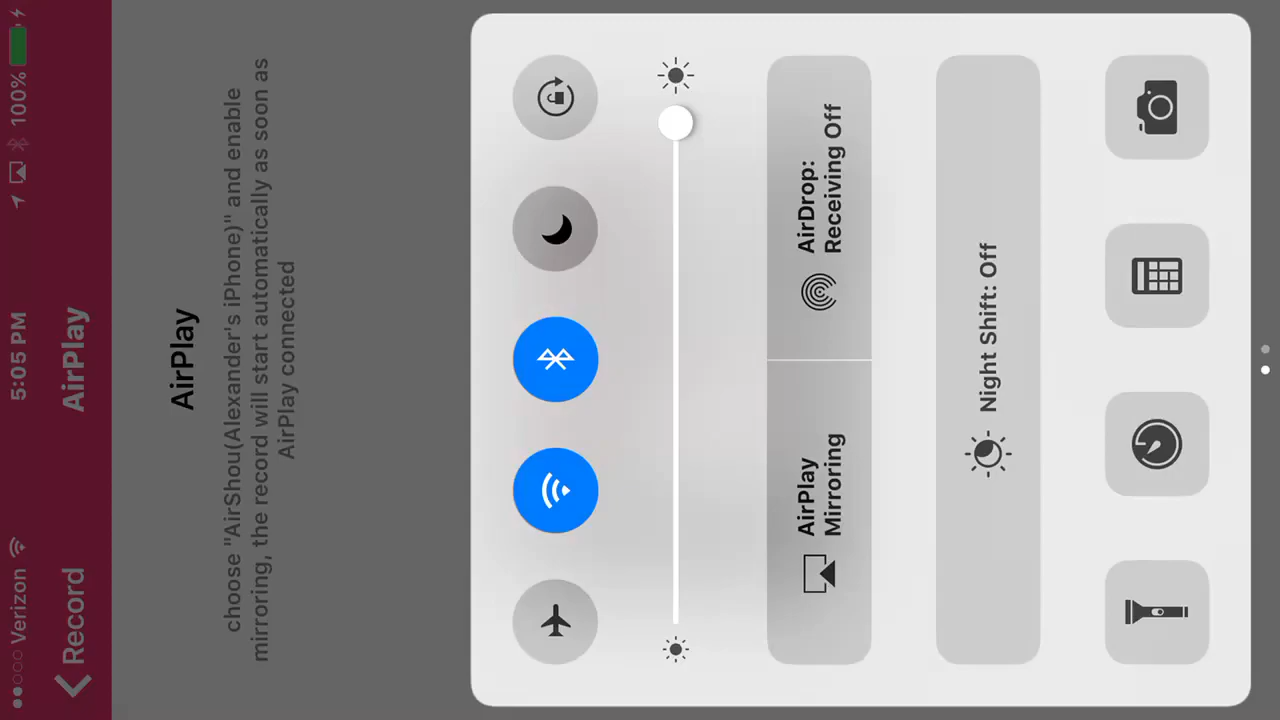 Verizon
5:05 PM
100%
Record
AirPlay
AirPlay
choose "AirShou(Alexander's iPhone)" and enable
mirroring, the record will start automatically as soon as
AirPlay connected
AirPlay
Mirroring
AirDrop:
Receiving Off
Night Shift: Off